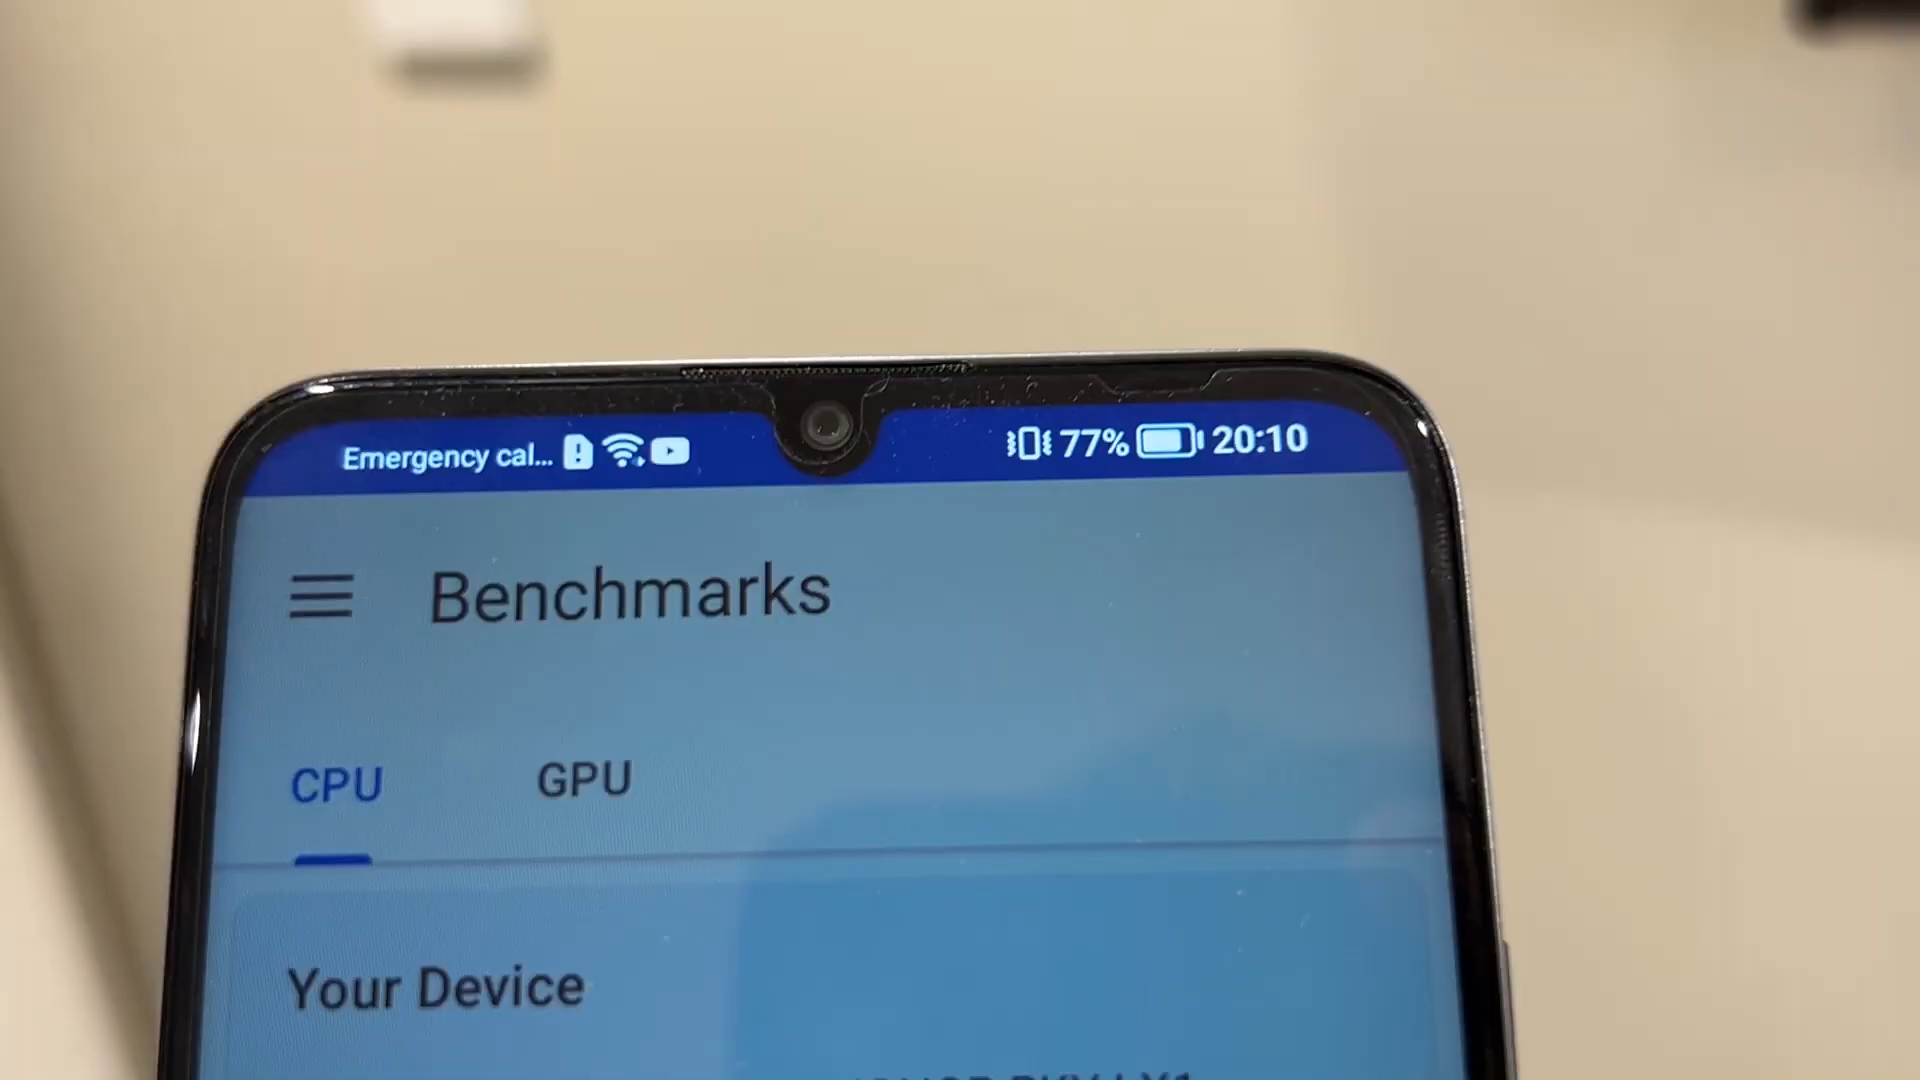 Emergency cal...
77% 20:10
Benchmarks
CPU GPU
Your Device